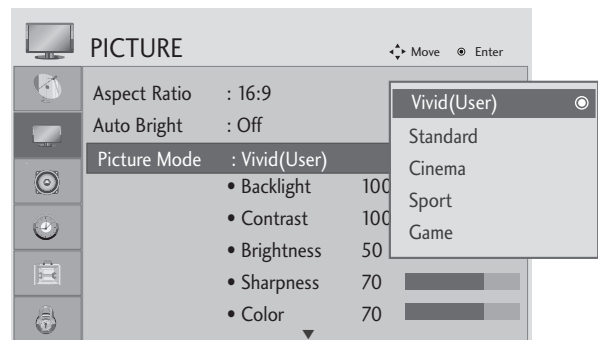 PICTURE
Move Enter
Aspect Ratio : 16:9
Auto Bright : Off
Picture Mode : Vivid(User)
• Backlight 100
• Contrast 100
• Brightness 50
• Sharpness 70
• Color 70
Vivid(User)
Standard
Cinema
Sport
Game